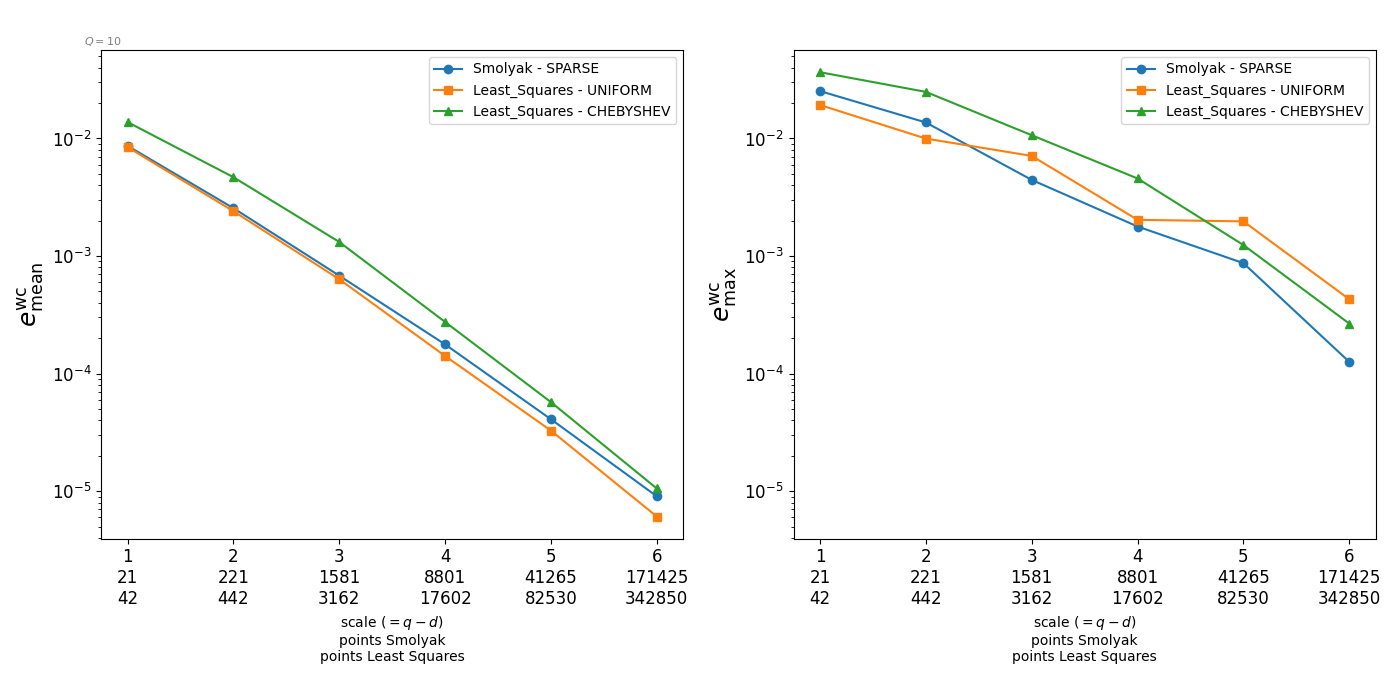 Q = 10
Smolyak - SPARSE
Least_Squares - UNIFORM
Least_Squares - CHEBYSHEV
10^{-2}
10^{-3}
10^{-4}
10^{-5}
e^{wc}_{mean}
1 2 3 4 5 6
21 221 1581 8801 41265 171425
42 442 3162 17602 82530 342850
scale (= q − d)
points Smolyak
points Least Squares
Smolyak - SPARSE
Least_Squares - UNIFORM
Least_Squares - CHEBYSHEV
10^{-2}
10^{-3}
10^{-4}
10^{-5}
e^{wc}_{max}
1 2 3 4 5 6
21 221 1581 8801 41265 171425
42 442 3162 17602 82530 342850
scale (= q − d)
points Smolyak
points Least Squares